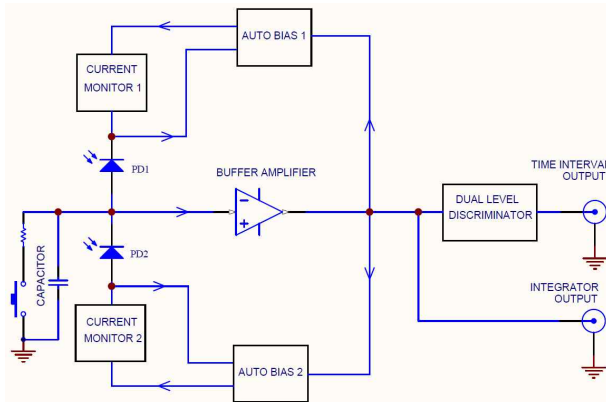 AUTO BIAS 1
CURRENT
MONITOR 1
PD1
BUFFER AMPLIFIER
TIME INTERVAL
OUTPUT
DUAL LEVEL
DISCRIMINATOR
PD2
CAPACITOR
INTEGRATOR
OUTPUT
CURRENT
MONITOR 2
AUTO BIAS 2